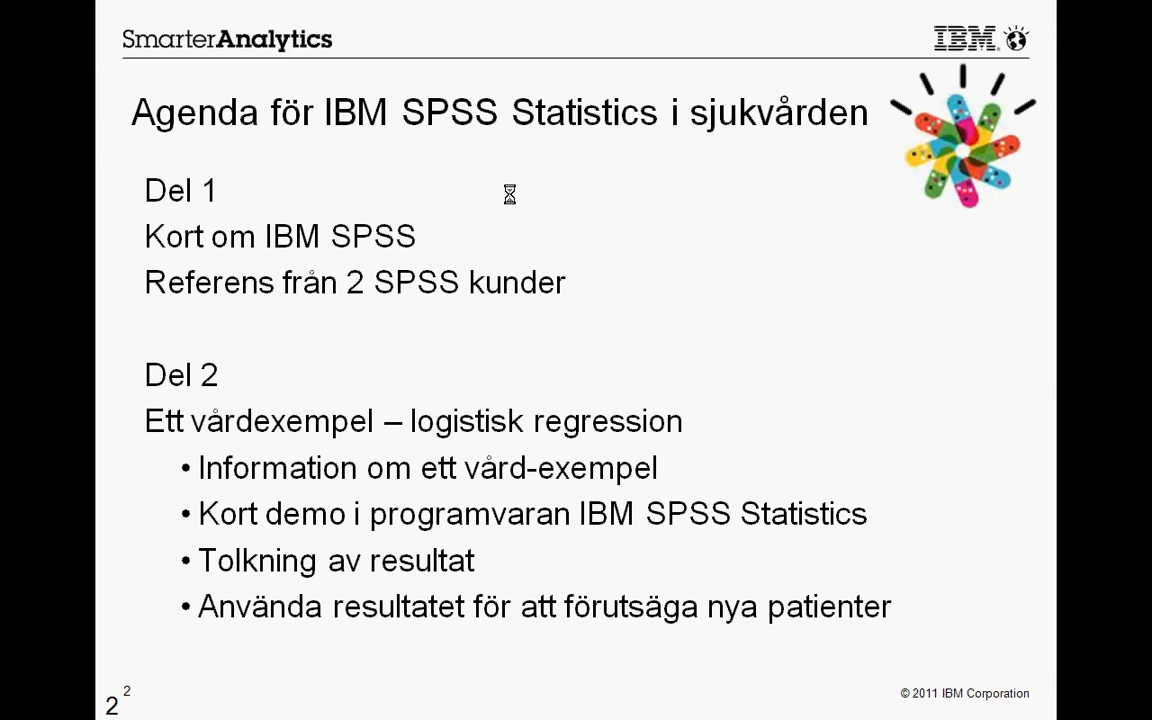 SmarterAnalytics
IBM
Agenda för IBM SPSS Statistics i sjukvården
Del 1
Kort om IBM SPSS
Referens från 2 SPSS kunder
Del 2
Ett vårdexempel – logistisk regression
• Information om ett vård-exempel
• Kort demo i programvaran IBM SPSS Statistics
• Tolkning av resultat
• Använda resultatet för att förutsäga nya patienter
2
2
© 2011 IBM Corporation